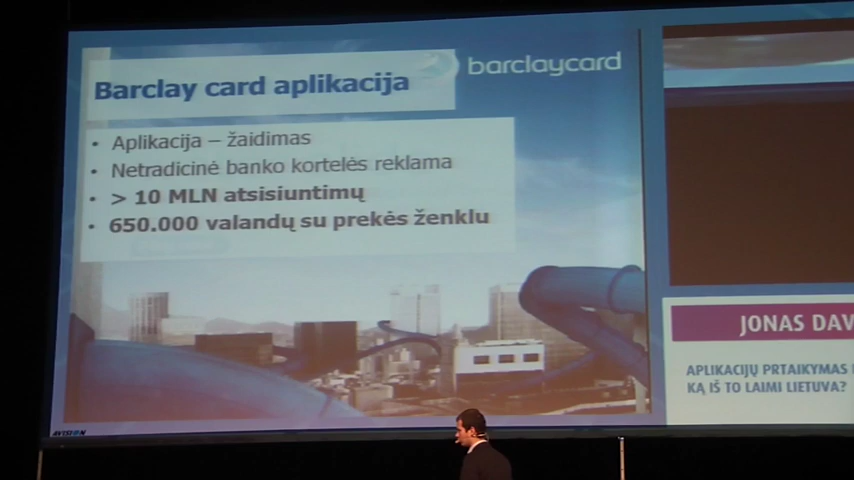 Barclay card aplikacija
barclaycard
• Aplikacija – žaidimas
• Netradicinė banko kortelės reklama
• > 10 MLN atsisiuntimų
• 650.000 valandų su prekės ženklu
JONAS DAV
APLIKACIJŲ PRTAIKYMAS
KĄ IŠ TO LAIMI LIETUVA?
AVISION